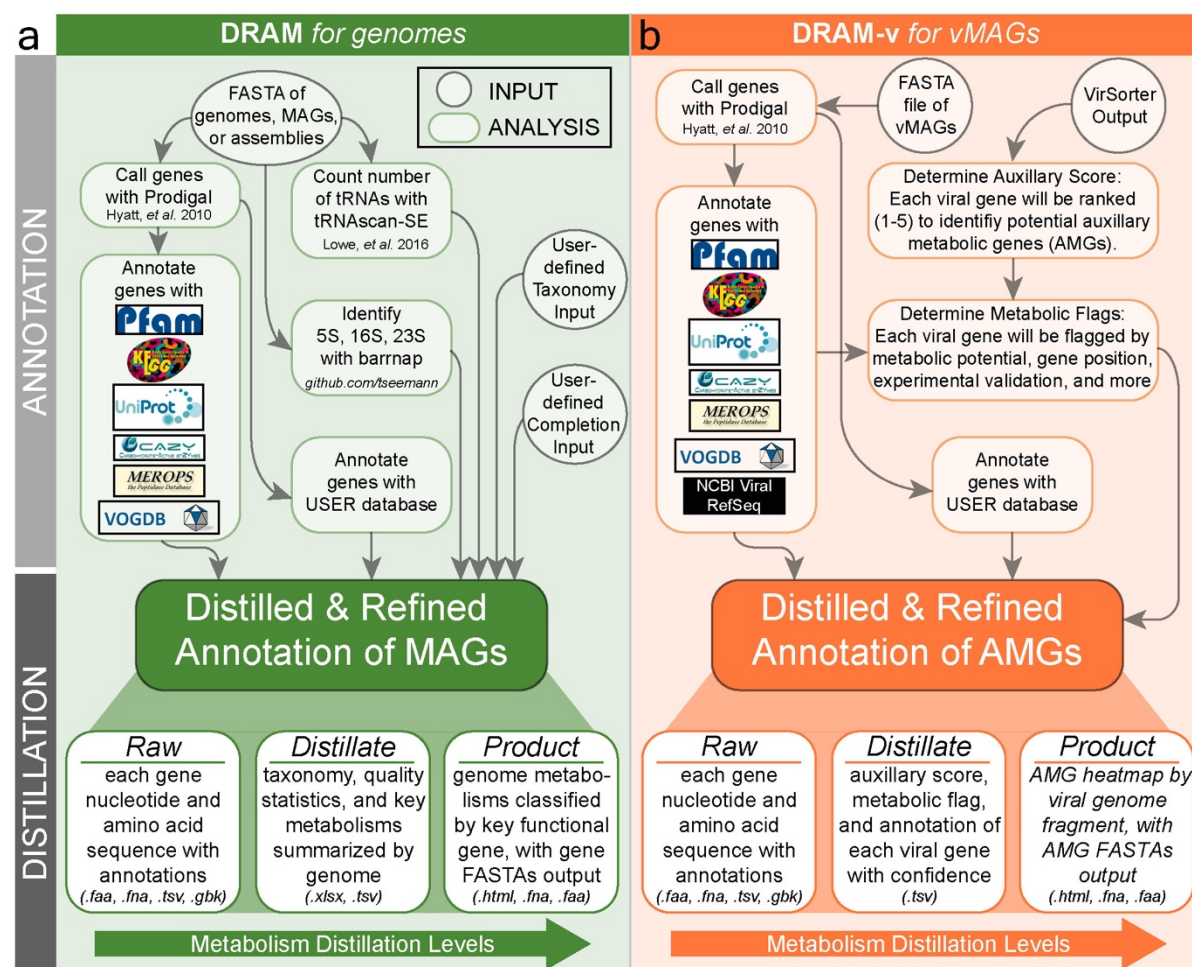 a
DRAM for genomes
ANNOTATION
DISTILLATION
FASTA of
genomes, MAGs,
or assemblies
INPUT
ANALYSIS
Call genes
with Prodigal
Hyatt, et al. 2010
Count number
of tRNAs with
tRNAscan-SE
Lowe, et al. 2016
User-
defined
Taxonomy
Input
Annotate
genes with
Pfam
KEGG
UniProt
CAZY
CARBOHYDRATE-ACTIVE ENZYMES
MEROPS
the Peptidase Database
VOGDB
Identify
5S, 16S, 23S
with barrnap
github.com/tseemann
User-
defined
Completion
Input
Annotate
genes with
USER database
Distilled & Refined
Annotation of MAGs
Raw
each gene
nucleotide and
amino acid
sequence with
annotations
(.faa, .fna, .tsv, .gbk)
Distillate
taxonomy, quality
statistics, and key
metabolisms
summarized by
genome
(.xlsx, .tsv)
Product
genome metabo-
lisms classified
by key functional
gene, with gene
FASTAs output
(.html, .fna, .faa)
Metabolism Distillation Levels
b
DRAM-v for vMAGs
Call genes
with Prodigal
Hyatt, et al. 2010
FASTA
file of
vMAGs
VirSorter
Output
Annotate
genes with
Pfam
KEGG
UniProt
CAZY
CARBOHYDRATE-ACTIVE ENZYMES
MEROPS
the Peptidase Database
VOGDB
NCBI Viral
RefSeq
Determine Auxillary Score:
Each viral gene will be ranked
(1-5) to identifiy potential auxillary
metabolic genes (AMGs).
Determine Metabolic Flags:
Each viral gene will be flagged by
metabolic potential, gene position,
experimental validation, and more
Annotate
genes with
USER database
Distilled & Refined
Annotation of AMGs
Raw
each gene
nucleotide and
amino acid
sequence with
annotations
(.faa, .fna, .tsv, .gbk)
Distillate
auxillary score,
metabolic flag,
and annotation of
each viral gene
with confidence
(.tsv)
Product
AMG heatmap by
viral genome
fragment, with
AMG FASTAs
output
(.html, .fna, .faa)
Metabolism Distillation Levels